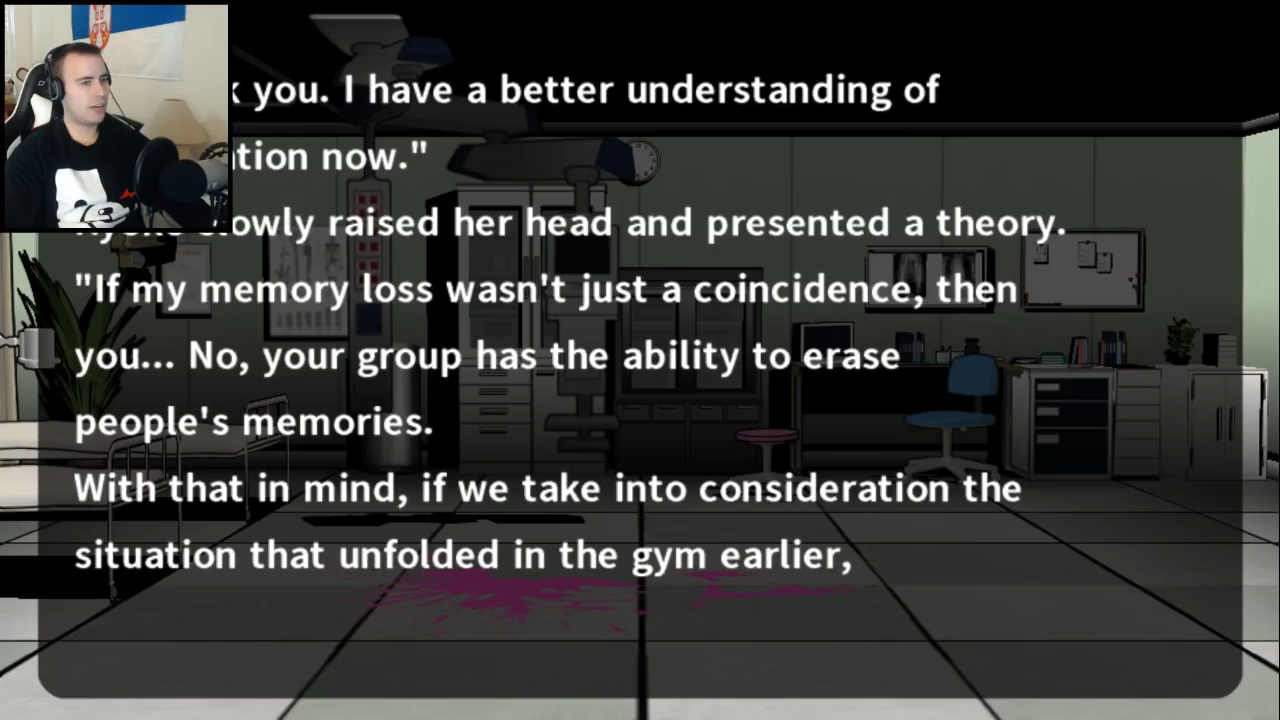 you. I have a better understanding of
now."
raised her head and presented a theory.
"If my memory loss wasn't just a coincidence, then
you... No, your group has the ability to erase
people's memories.
With that in mind, if we take into consideration the
situation that unfolded in the gym earlier,